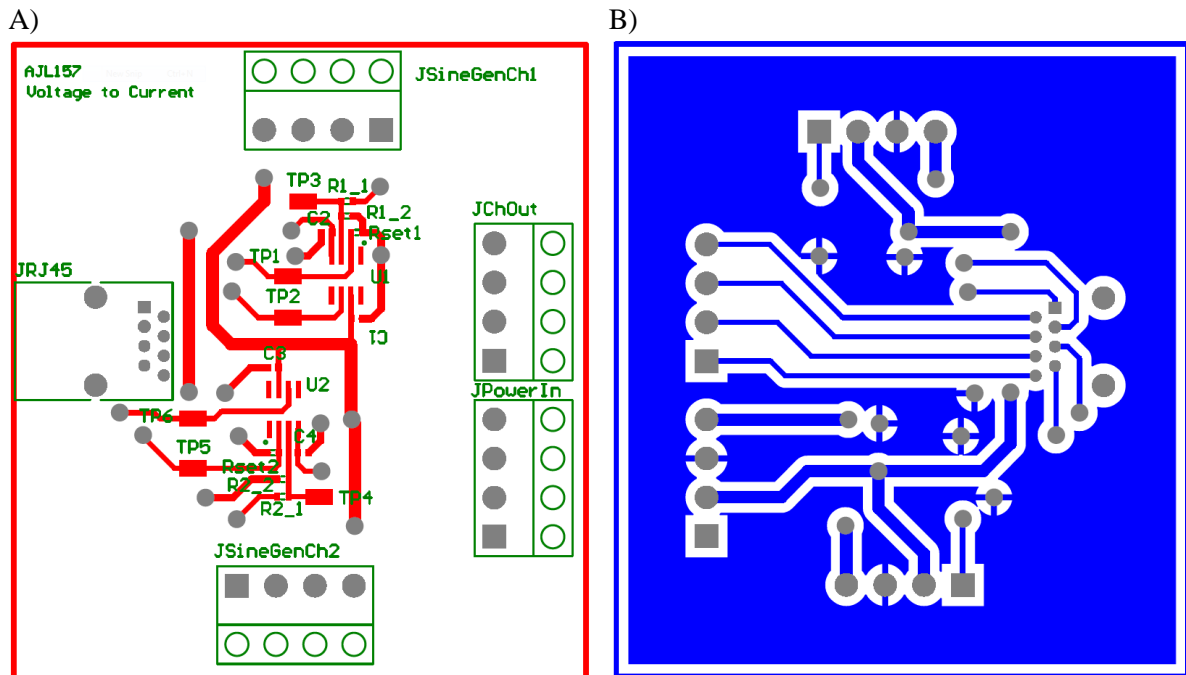 A)
B)
AJL157
Voltage to Current
JSineGenCh1
TP3
R1_1
C2
R1_2
Rset1
JChOut
TP1
U1
JRJ45
TP2
C1
C3
U2
JPowerIn
TP6
TP5
C4
Rset2
R2_2
R2_1
TP4
JSineGenCh2